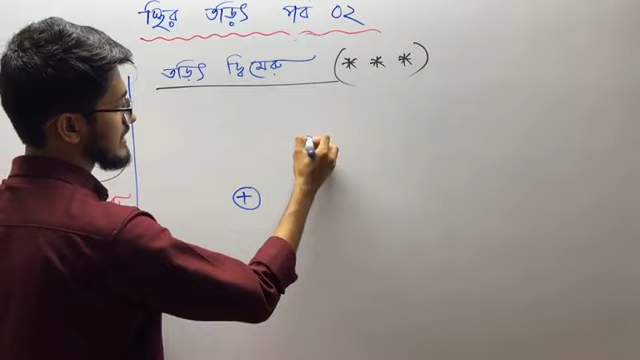 স্থির তড়িৎ পর্ব ০২
তড়িৎ দ্বিমেরু (* * *)
+